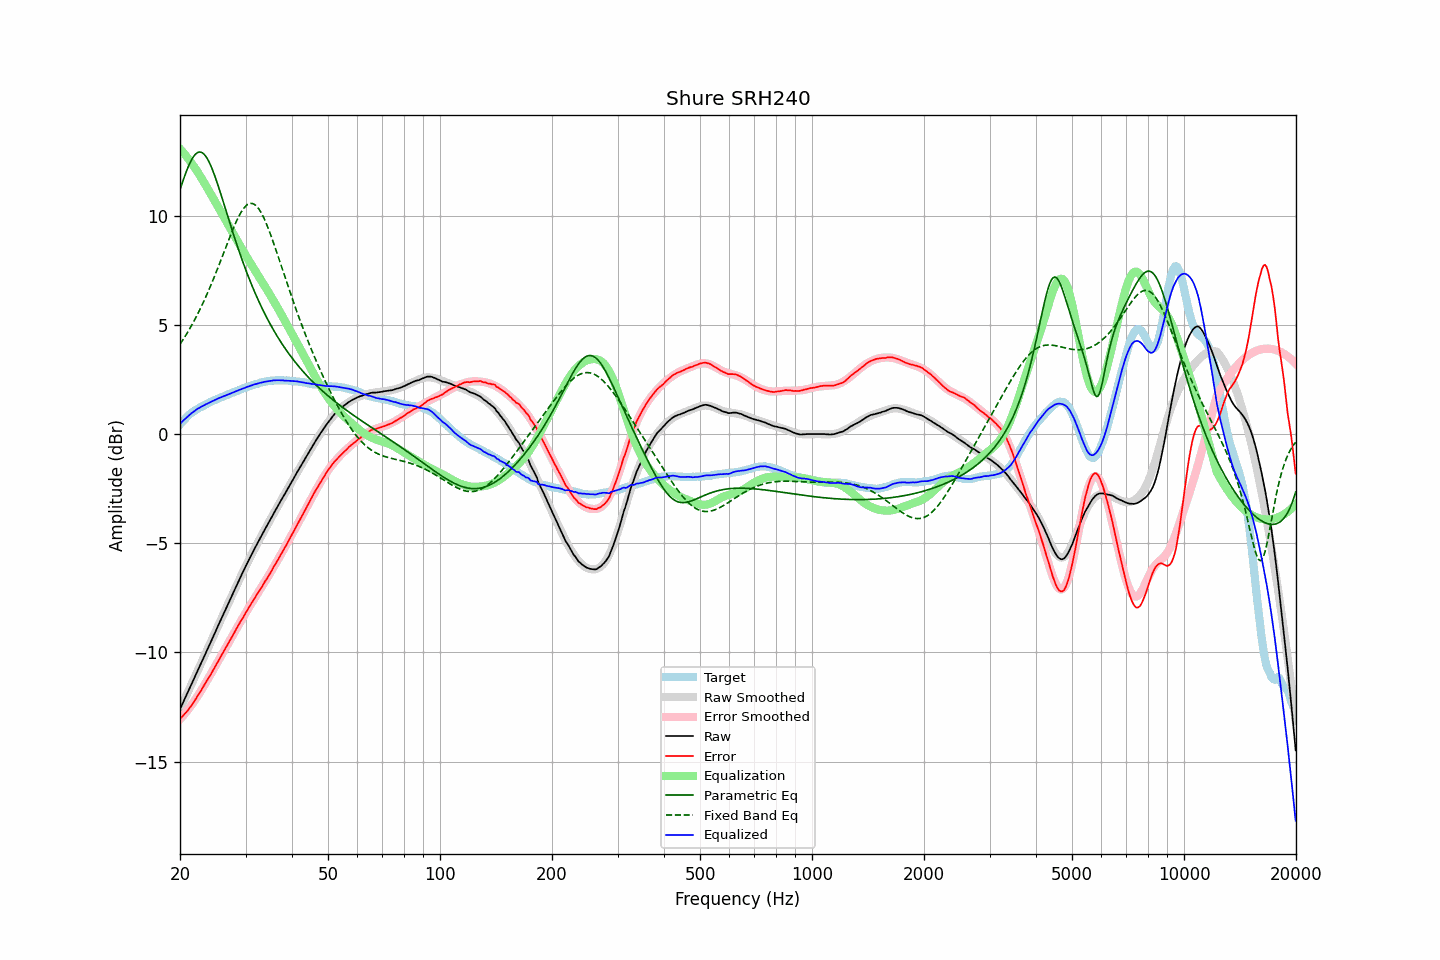 Shure SRH240
Amplitude (dBr)
10
5
0
−5
−10
−15
Target
Raw Smoothed
Error Smoothed
Raw
Error
Equalization
Parametric Eq
Fixed Band Eq
Equalized
20
50
100
200
500
1000
2000
5000
10000
20000
Frequency (Hz)